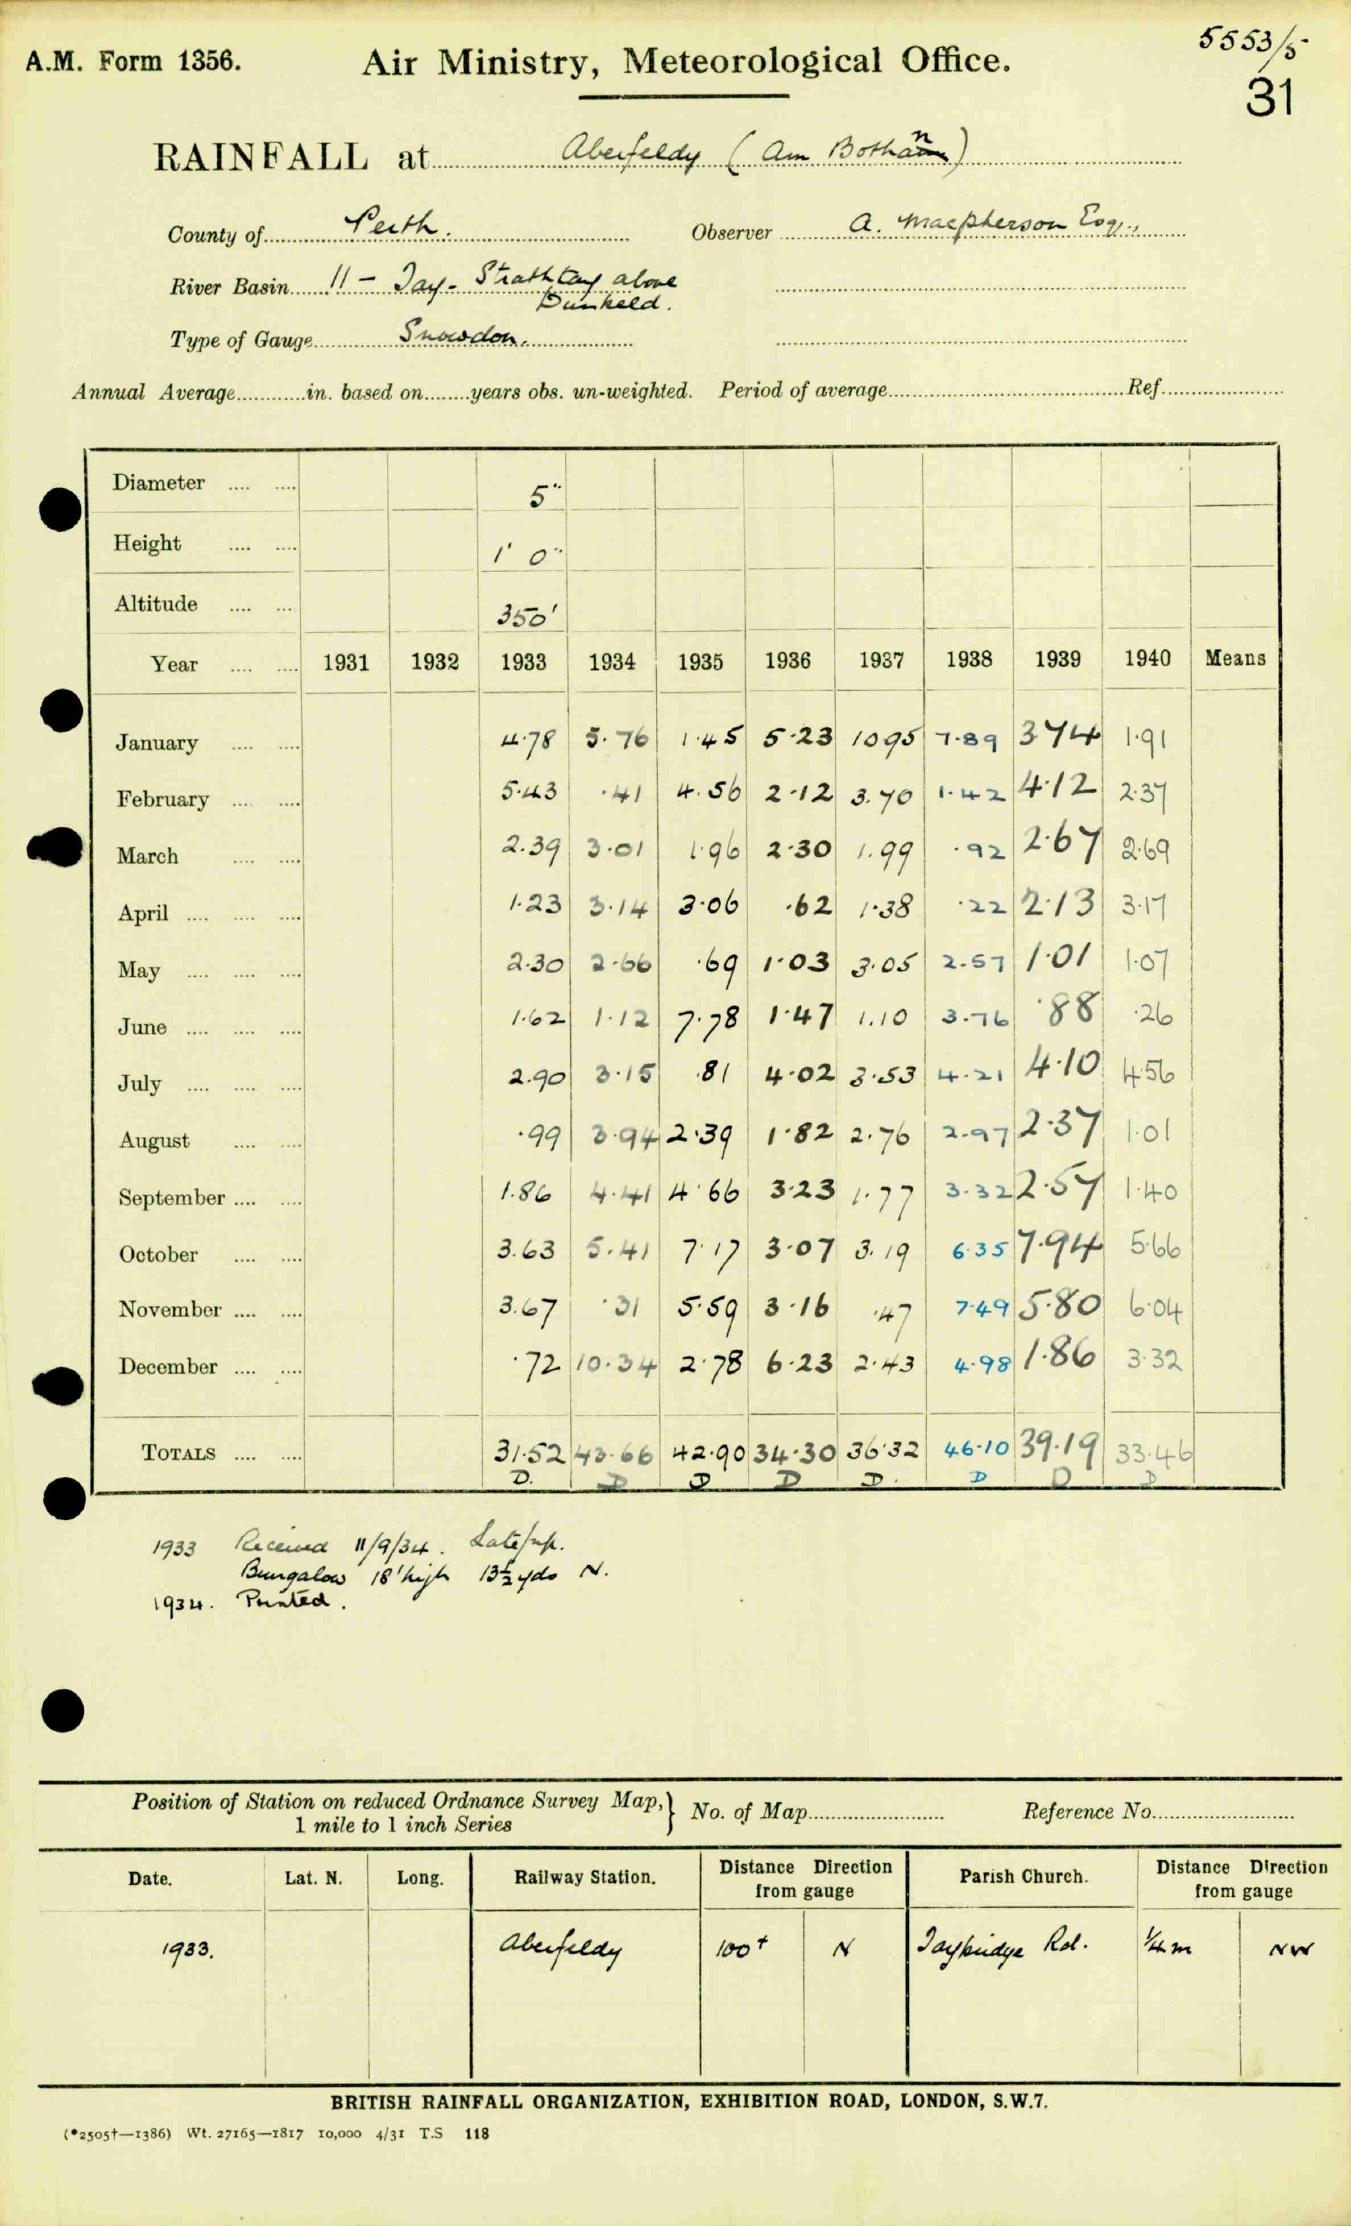 5553/5
A.M. Form 1356. Air Ministry, Meteorological Office.
31
RAINFALL at Aberfeldy (Am Bothan)
County of Perth. Observer A. Macpherson Esq.,
River Basin 11 - Tay - Strathtay above Dunkeld.
Type of Gauge Snowdon.
Annual Average in. based on years obs. un-weighted. Period of average Ref.
Diameter 5"
Height 1' 0"
Altitude 350'
Year 1931 1932 1933 1934 1935 1936 1937 1938 1939 1940 Means
January 4.78 5.76 1.45 5.23 10.95 7.89 3.74 1.91
February 5.43 .41 4.56 2.12 3.70 1.42 4.12 2.37
March 2.39 3.01 1.96 2.30 1.99 .92 2.67 2.69
April 1.23 3.14 3.06 .62 1.38 .22 2.13 3.17
May 2.30 2.66 .69 1.03 3.05 2.57 1.01 1.07
June 1.62 1.12 7.78 1.47 1.10 3.76 .88 .26
July 2.90 3.15 .81 4.02 3.53 4.21 4.10 4.56
August .99 3.94 2.39 1.82 2.76 2.97 2.37 1.01
September 1.86 4.41 4.66 3.23 1.77 3.32 2.57 1.40
October 3.63 5.41 7.17 3.07 3.19 6.35 7.94 5.66
November 3.67 .31 5.59 3.16 .47 7.49 5.80 6.04
December .72 10.34 2.78 6.23 2.43 4.98 1.86 3.32
TOTALS 31.52 43.66 42.90 34.30 36.32 46.10 39.19 33.46
D. D D D D. D D D
1933 Received 11/9/34.
Bungalow 18' high 13½ yds N.
1934. Printed.
Position of Station on reduced Ordnance Survey Map, 1 mile to 1 inch Series } No. of Map Reference No.
Date. Lat. N. Long. Railway Station. Distance Direction from gauge Parish Church. Distance Direction from gauge
1933. Aberfeldy 100+ N Taybridge Rd. ¼ m NW
BRITISH RAINFALL ORGANIZATION, EXHIBITION ROAD, LONDON, S.W.7.
(*2505†—1386) Wt. 27165—1817 10,000 4/31 T.S 118